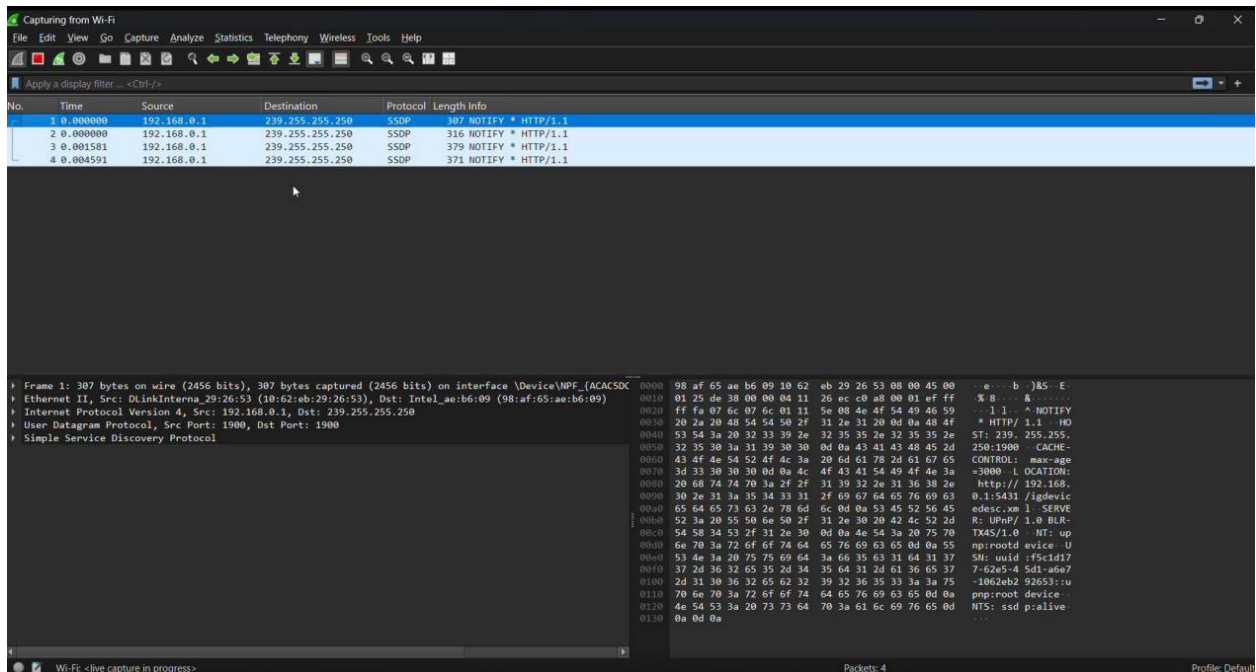 Capturing from Wi-Fi
File Edit View Go Capture Analyze Statistics Telephony Wireless Tools Help
Apply a display filter ... <Ctrl-/>
No. Time Source Destination Protocol Length Info
1 0.000000 192.168.0.1 239.255.255.250 SSDP 307 NOTIFY * HTTP/1.1
2 0.000000 192.168.0.1 239.255.255.250 SSDP 316 NOTIFY * HTTP/1.1
3 0.001581 192.168.0.1 239.255.255.250 SSDP 379 NOTIFY * HTTP/1.1
4 0.004591 192.168.0.1 239.255.255.250 SSDP 371 NOTIFY * HTTP/1.1
Frame 1: 307 bytes on wire (2456 bits), 307 bytes captured (2456 bits) on interface \Device\NPF_{ACAC5DC
Ethernet II, Src: DLinkInterna_29:26:53 (10:62:eb:29:26:53), Dst: Intel_ae:b6:09 (98:af:65:ae:b6:09)
Internet Protocol Version 4, Src: 192.168.0.1, Dst: 239.255.255.250
User Datagram Protocol, Src Port: 1900, Dst Port: 1900
Simple Service Discovery Protocol
0000 98 af 65 ae b6 09 10 62 eb 29 26 53 08 00 45 00 ··e····b ·)&S··E·
0010 01 25 de 38 00 00 04 11 26 ec c0 a8 00 01 ef ff ·%·8···· &·······
0020 ff fa 07 6c 07 6c 01 11 5e 08 4e 4f 54 49 46 59 ···l·l·· ^·NOTIFY
0030 20 2a 20 48 54 54 50 2f 31 2e 31 20 0d 0a 48 4f * HTTP/ 1.1 ··HO
0040 53 54 3a 20 32 33 39 2e 32 35 35 2e 32 35 35 2e ST: 239. 255.255.
0050 32 35 30 3a 31 39 30 30 0d 0a 43 41 43 48 45 2d 250:1900 ··CACHE-
0060 43 4f 4e 54 52 4f 4c 3a 20 6d 61 78 2d 61 67 65 CONTROL: max-age
0070 3d 33 30 30 30 0d 0a 4c 4f 43 41 54 49 4f 4e 3a =3000··L OCATION:
0080 20 68 74 74 70 3a 2f 2f 31 39 32 2e 31 36 38 2e http:// 192.168.
0090 30 2e 31 3a 35 34 33 31 2f 69 67 64 65 76 69 63 0.1:5431 /igdevic
00a0 65 64 65 73 63 2e 78 6d 6c 0d 0a 53 45 52 56 45 edesc.xm l··SERVE
00b0 52 3a 20 55 50 6e 50 2f 31 2e 30 20 42 4c 52 2d R: UPnP/ 1.0 BLR-
00c0 54 58 34 53 2f 31 2e 30 0d 0a 4e 54 3a 20 75 70 TX4S/1.0 ··NT: up
00d0 6e 70 3a 72 6f 6f 74 64 65 76 69 63 65 0d 0a 55 np:rootd evice··U
00e0 53 4e 3a 20 75 75 69 64 3a 66 35 63 31 64 31 37 SN: uuid :f5c1d17
00f0 37 2d 36 32 65 35 2d 34 35 64 31 2d 61 36 65 37 7-62e5-4 5d1-a6e7
0100 2d 31 30 36 32 65 62 32 39 32 36 35 33 3a 3a 75 -1062eb2 92653::u
0110 70 6e 70 3a 72 6f 6f 74 64 65 76 69 63 65 0d 0a pnp:root device··
0120 4e 54 53 3a 20 73 73 64 70 3a 61 6c 69 76 65 0d NTS: ssd p:alive·
0130 0a 0d 0a ···
Wi-Fi: <live capture in progress> Packets: 4 Profile: Default